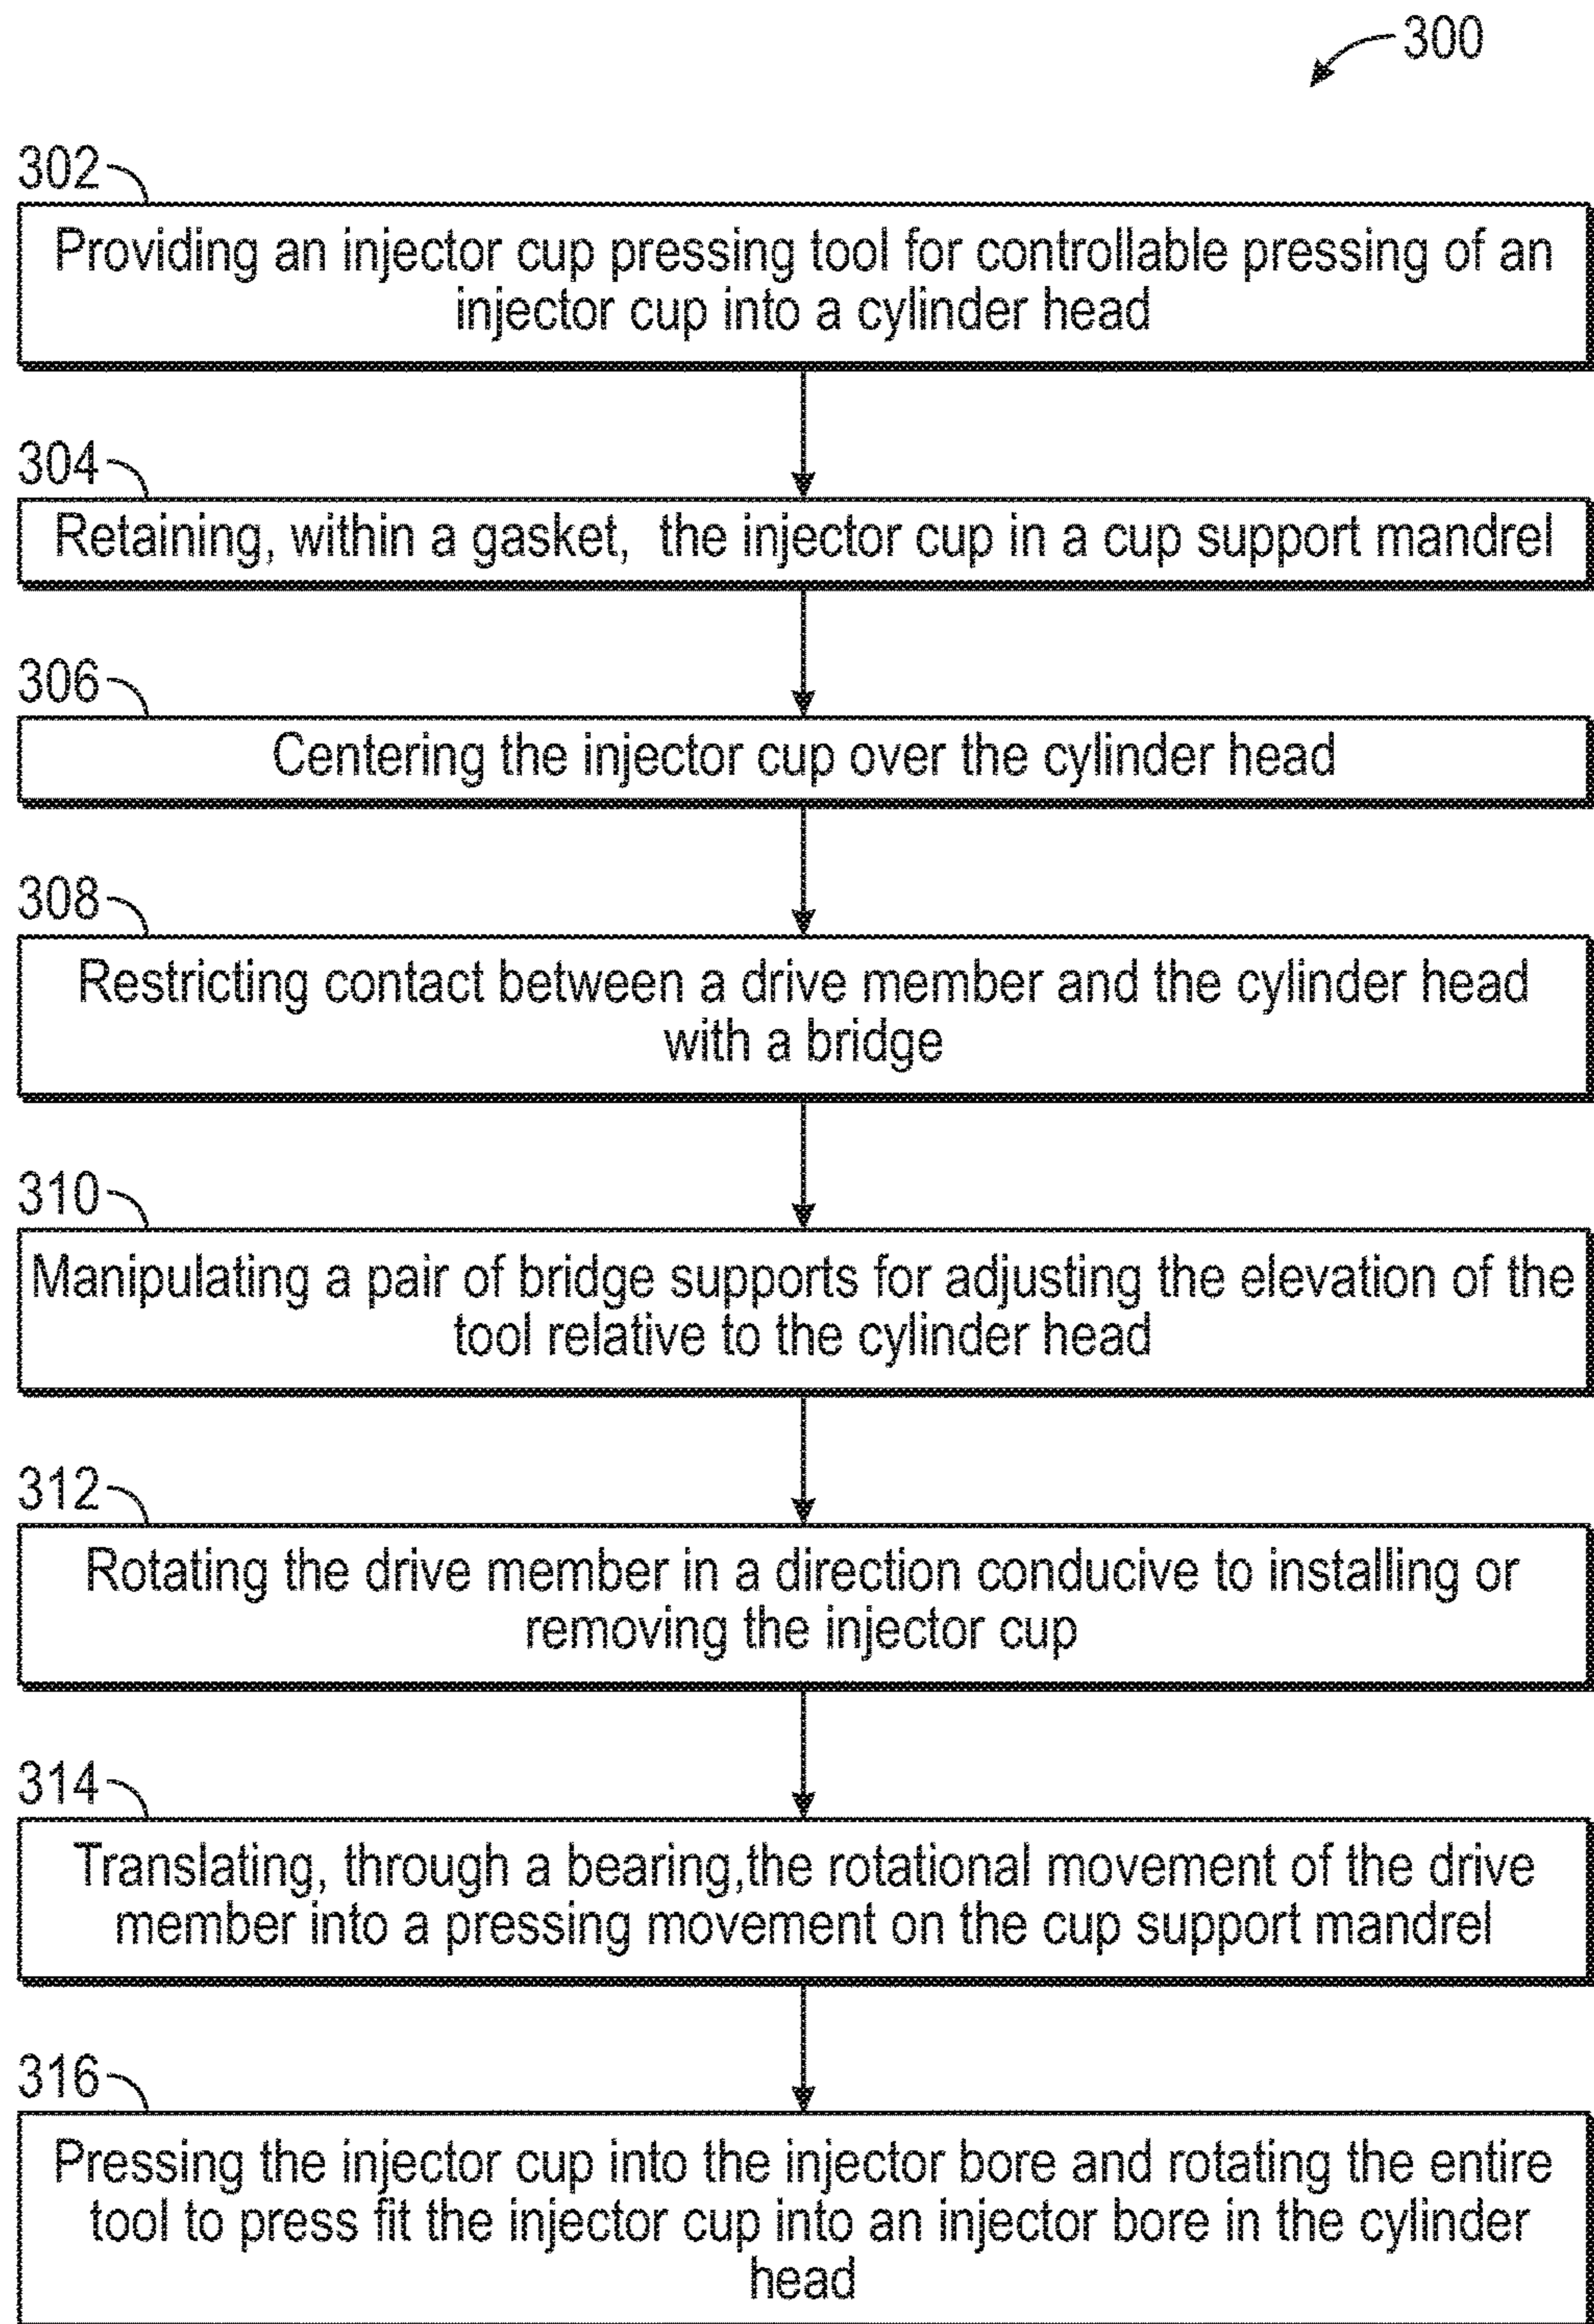 300
302
Providing an injector cup pressing tool for controllable pressing of an
injector cup into a cylinder head
304
Retaining, within a gasket, the injector cup in a cup support mandrel
306
Centering the injector cup over the cylinder head
308
Restricting contact between a drive member and the cylinder head
with a bridge
310
Manipulating a pair of bridge supports for adjusting the elevation of the
tool relative to the cylinder head
312
Rotating the drive member in a direction conducive to installing or
removing the injector cup
314
Translating, through a bearing,the rotational movement of the drive
member into a pressing movement on the cup support mandrel
316
Pressing the injector cup into the injector bore and rotating the entire
tool to press fit the injector cup into an injector bore in the cylinder
head